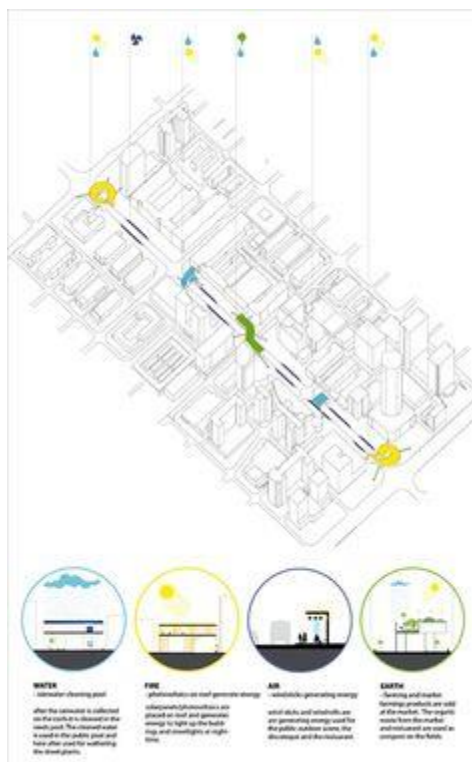 WATER
- rainwater cleaning pool
after the rainwater is collected
on the roofs it is cleaned in the
reeds pool. The cleaned water
is used in the public pool and
here after used for wathering
the street plants.
FIRE
- photovoltaics on roof generate energy
solarpanels/photovoltaics are
placed on roof and generates
energy to light up the build-
ings and streetlights at night-
time.
AIR
- windsticks generating energy
wind sticks and windmills are
are generating energy used for
the public outdoor scene, the
discoteque and the restaurant.
EARTH
- farming and market
farmings products are sold
at the market. The organic
waste from the market
and restaurant are used as
compost on the fields.